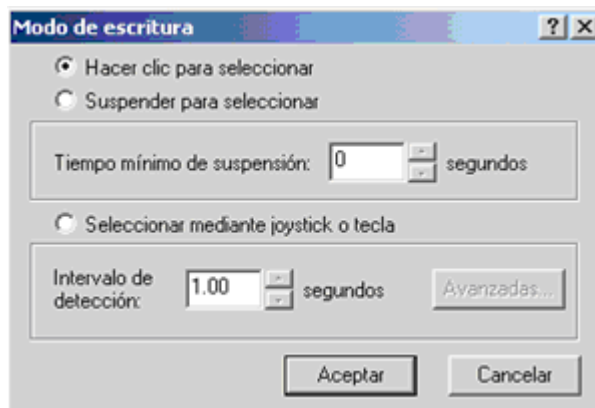 Modo de escritura
Hacer clic para seleccionar
Suspender para seleccionar
Tiempo mínimo de suspensión: 0 segundos
Seleccionar mediante joystick o tecla
Intervalo de
detección: 1.00 segundos Avanzadas...
Aceptar Cancelar